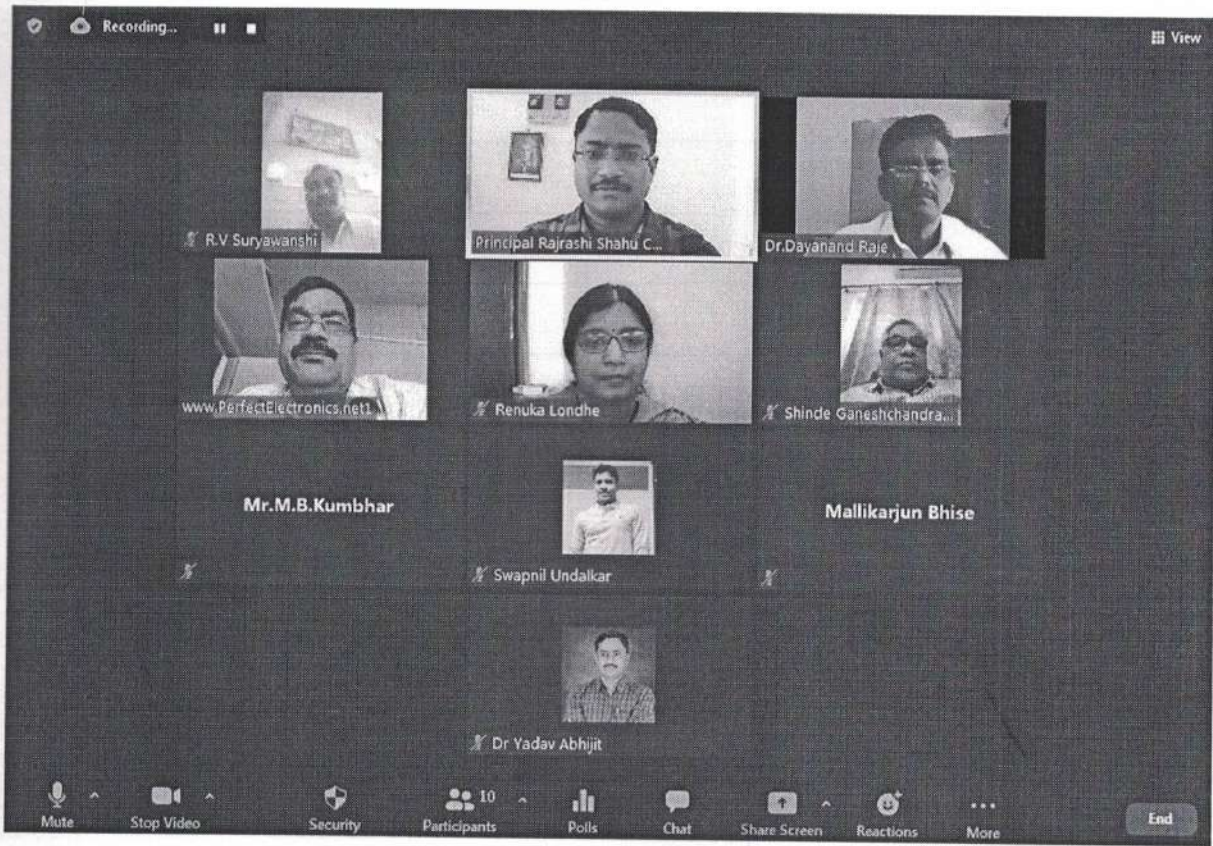 Recording...
View
R.V Suryawanshi
Principal Rajrashi Shahu C...
Dr.Dayanand Raje
www.PerfectElectronics.net1
Renuka Londhe
Shinde Ganeshchandra...
Mr.M.B.Kumbhar
Swapnil Undalkar
Mallikarjun Bhise
Dr Yadav Abhijit
Mute
Stop Video
Security
10
Participants
Polls
Chat
Share Screen
Reactions
More
End